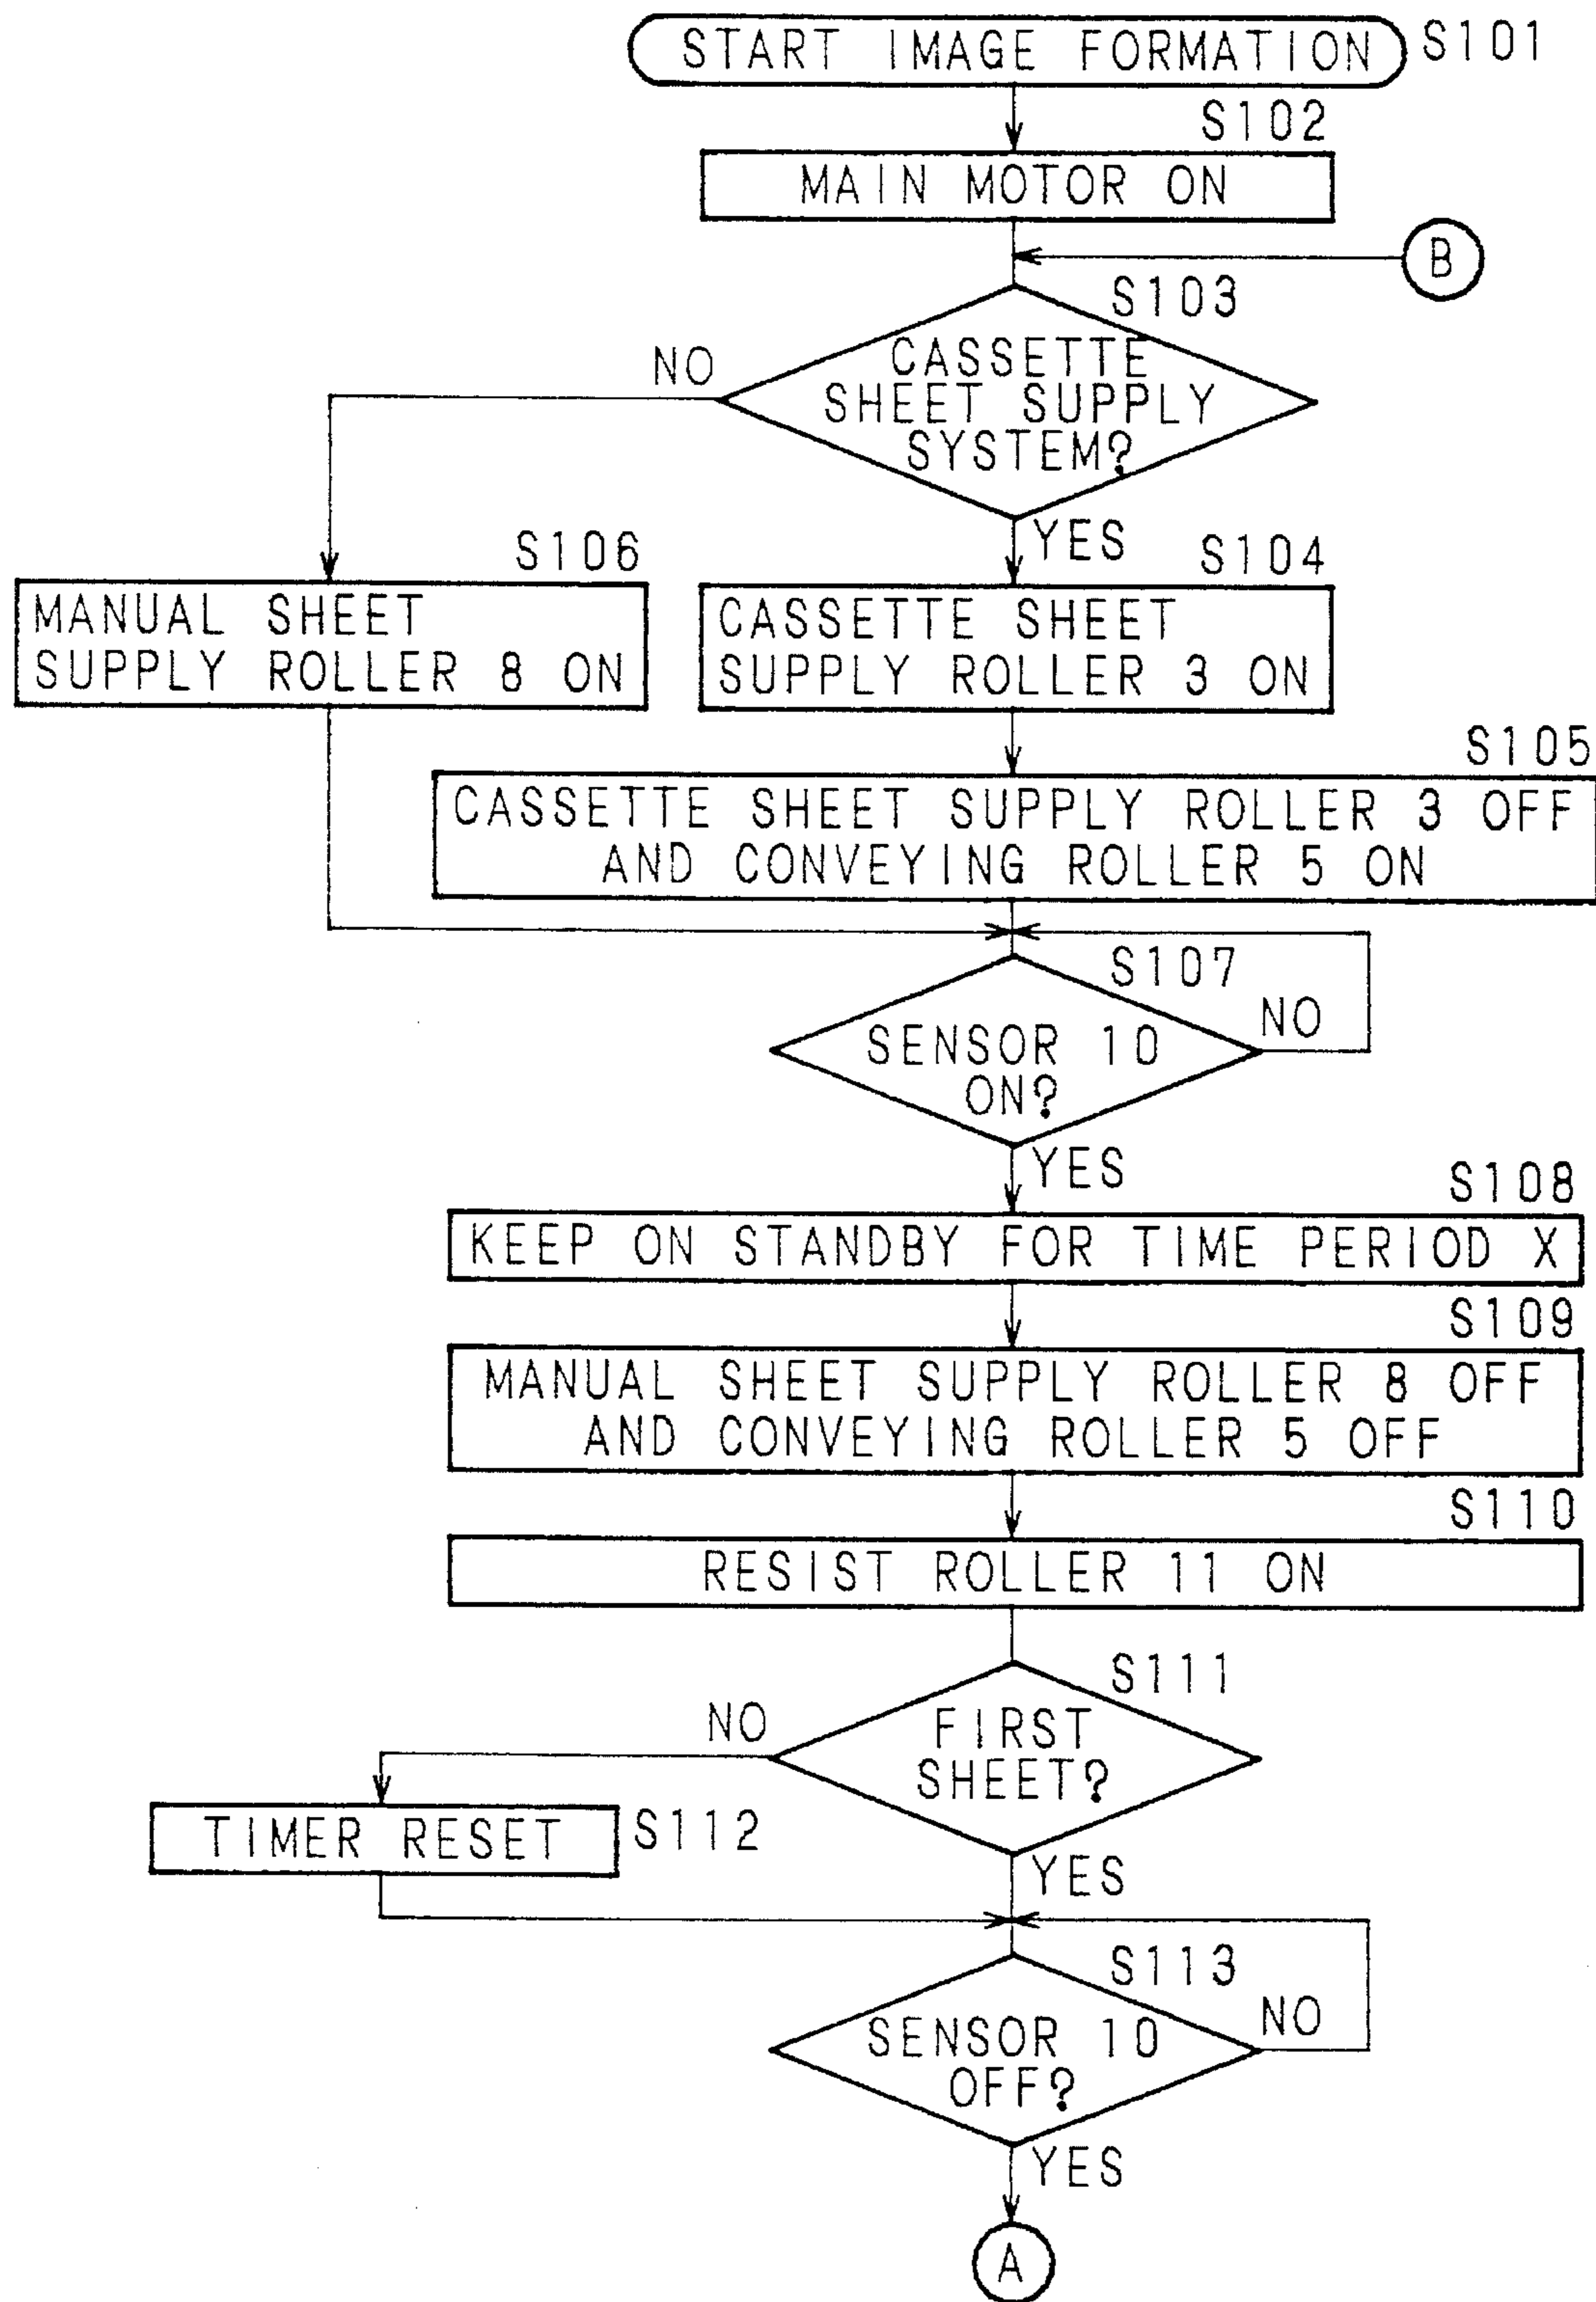 START IMAGE FORMATION S101
S102
MAIN MOTOR ON
B
S103
NO
CASSETTE
SHEET SUPPLY
SYSTEM?
YES
S106
MANUAL SHEET
SUPPLY ROLLER 8 ON
S104
CASSETTE SHEET
SUPPLY ROLLER 3 ON
S105
CASSETTE SHEET SUPPLY ROLLER 3 OFF
AND CONVEYING ROLLER 5 ON
S107
SENSOR 10
ON?
NO
YES
S108
KEEP ON STANDBY FOR TIME PERIOD X
S109
MANUAL SHEET SUPPLY ROLLER 8 OFF
AND CONVEYING ROLLER 5 OFF
S110
RESIST ROLLER 11 ON
S111
NO
FIRST
SHEET?
TIMER RESET S112
YES
S113
SENSOR 10
OFF?
NO
YES
A